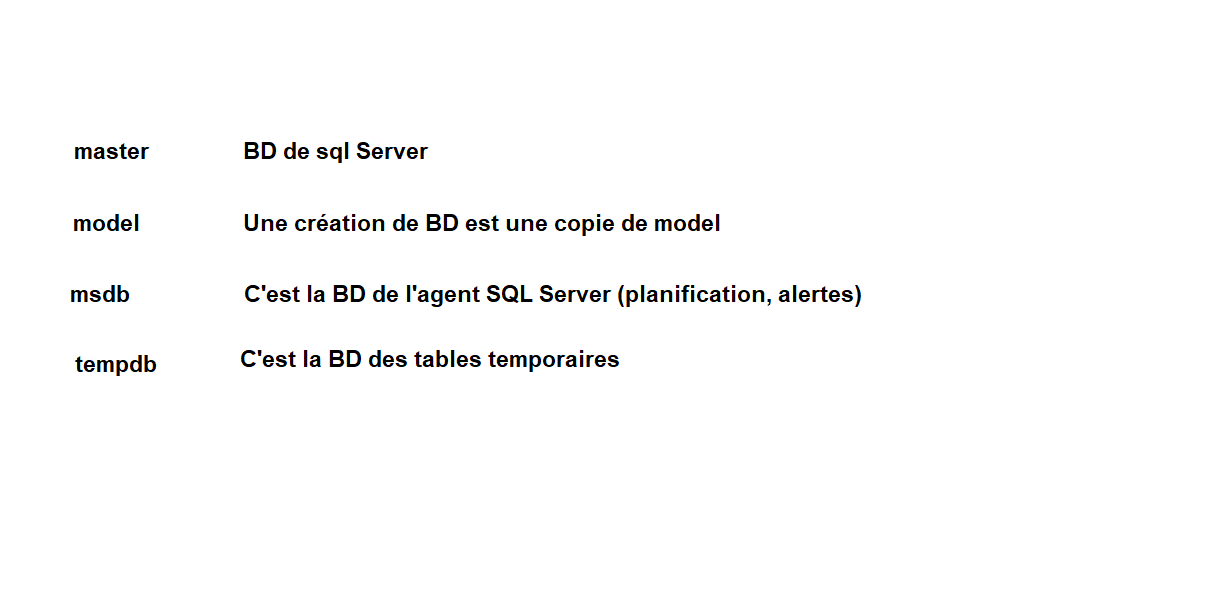 master BD de sql Server
model Une création de BD est une copie de model
msdb C'est la BD de l'agent SQL Server (planification, alertes)
tempdb C'est la BD des tables temporaires